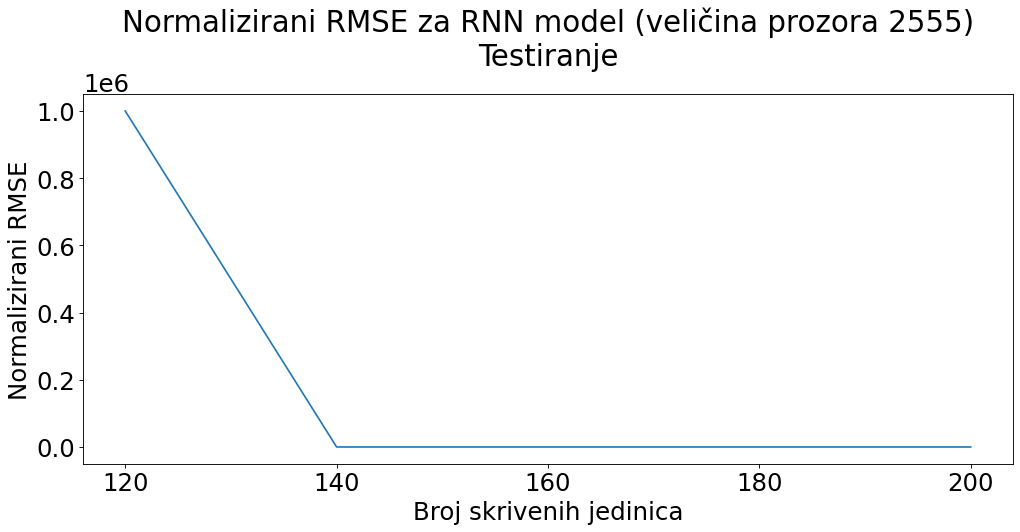 Normalizirani RMSE za RNN model (veličina prozora 2555)
Testiranje
1e6
1.0
0.8
0.6
0.4
0.2
0.0
Normalizirani RMSE
120 140 160 180 200
Broj skrivenih jedinica